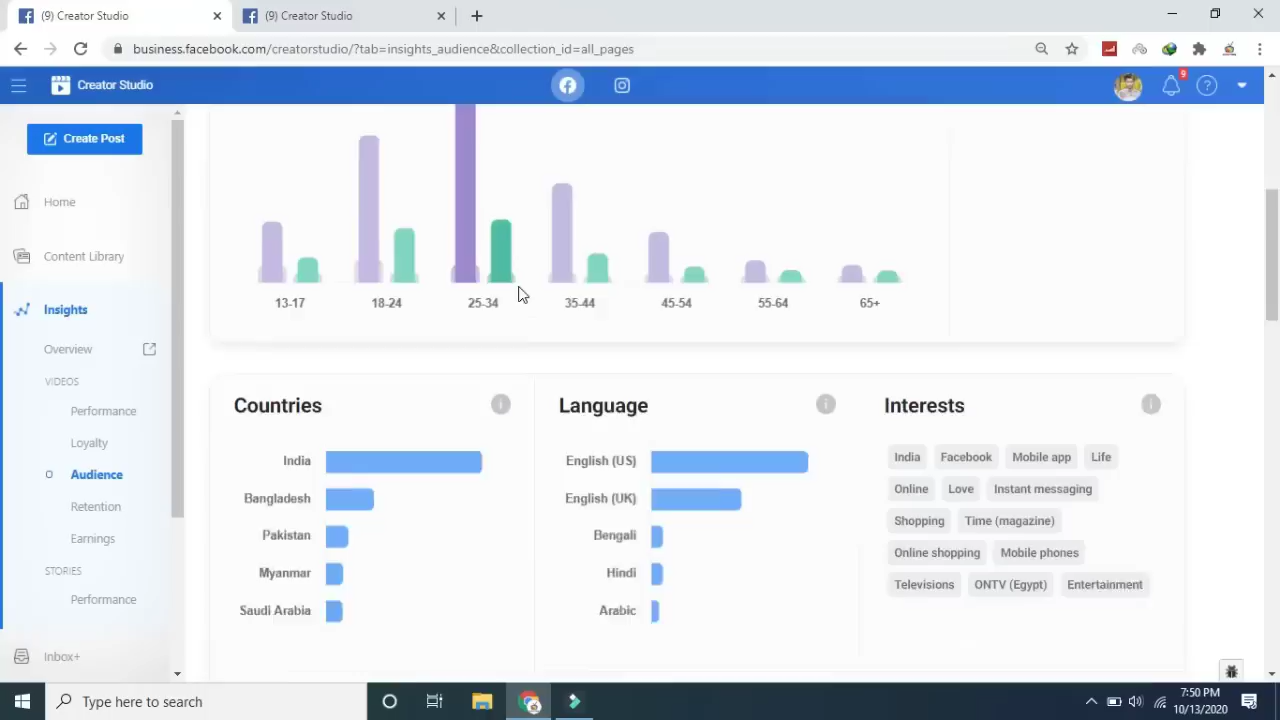 (9) Creator Studio
(9) Creator Studio
business.facebook.com/creatorstudio/?tab=insights_audience&collection_id=all_pages
Creator Studio
9
Create Post
Home
Content Library
Insights
Overview
VIDEOS
Performance
Loyalty
Audience
Retention
Earnings
STORIES
Performance
Inbox+
13-17 18-24 25-34 35-44 45-54 55-64 65+
Countries
India
Bangladesh
Pakistan
Myanmar
Saudi Arabia
Language
English (US)
English (UK)
Bengali
Hindi
Arabic
Interests
India Facebook Mobile app Life
Online Love Instant messaging
Shopping Time (magazine)
Online shopping Mobile phones
Televisions ONTV (Egypt) Entertainment
Type here to search
7:50 PM
10/13/2020